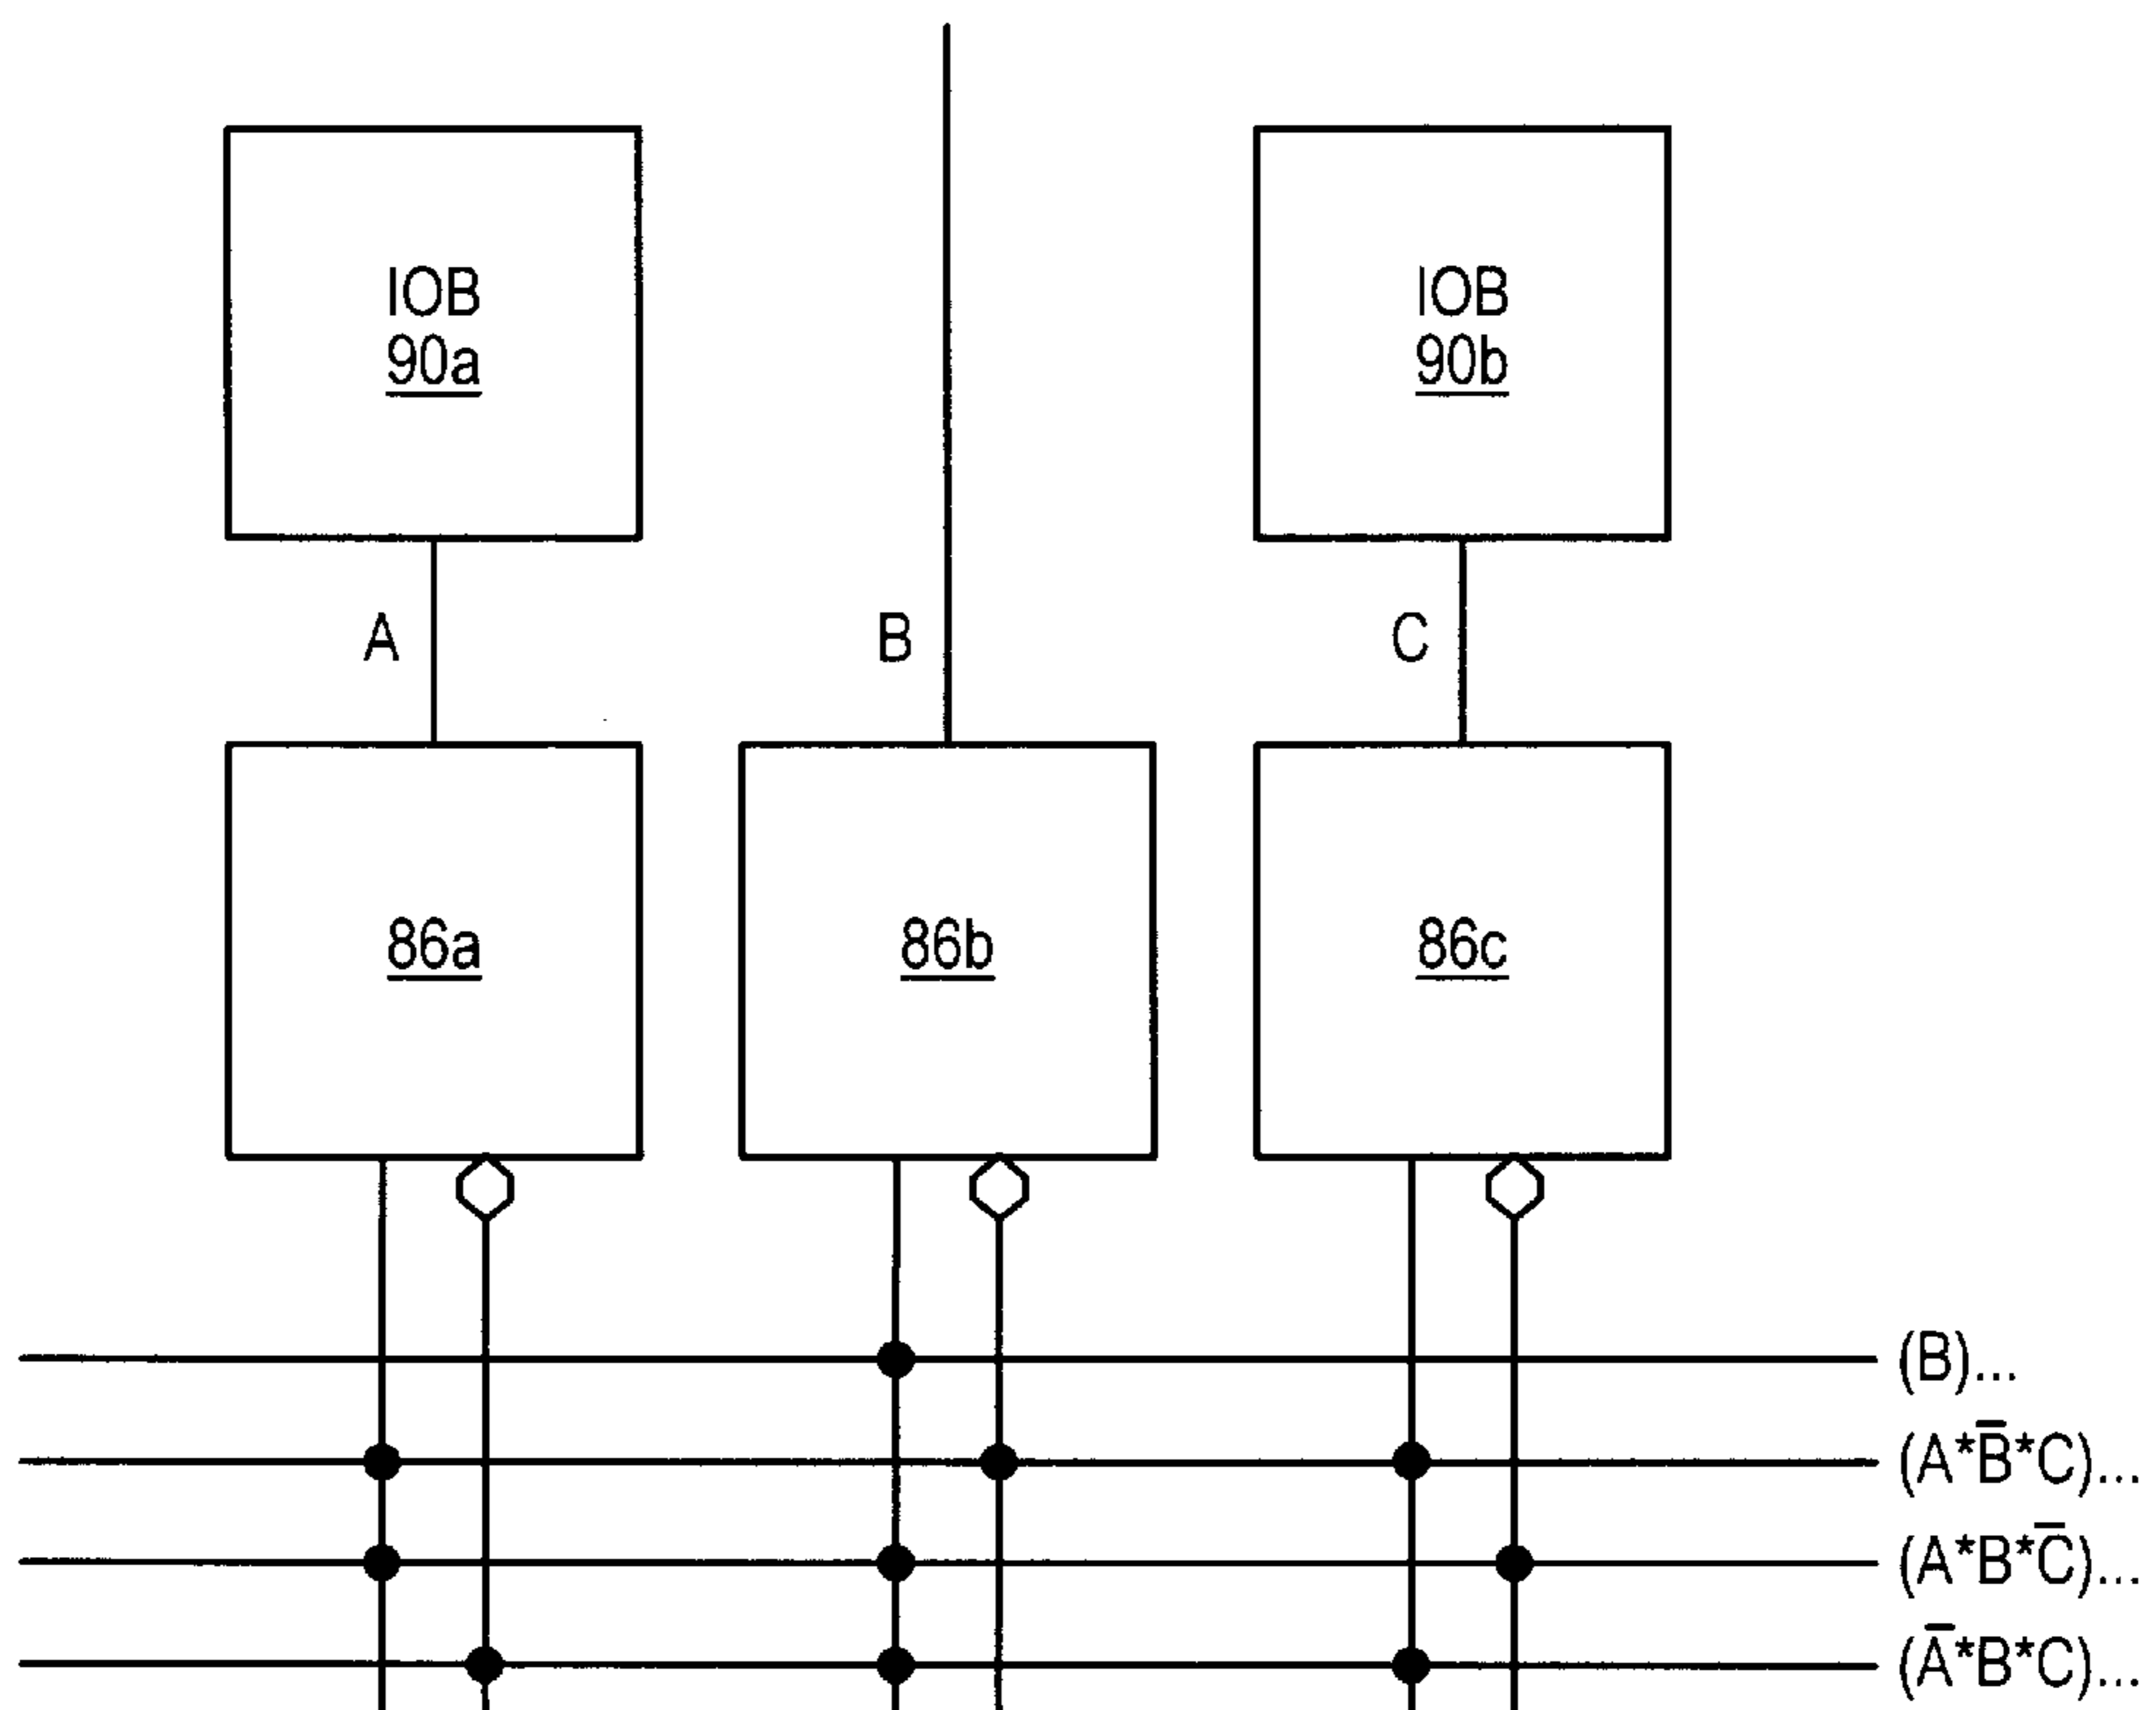 IOB
90a
IOB
90b
A
B
C
86a
86b
86c
(B)...
(A*B̅*C)...
(A*B*C̅)...
(A̅*B*C)...